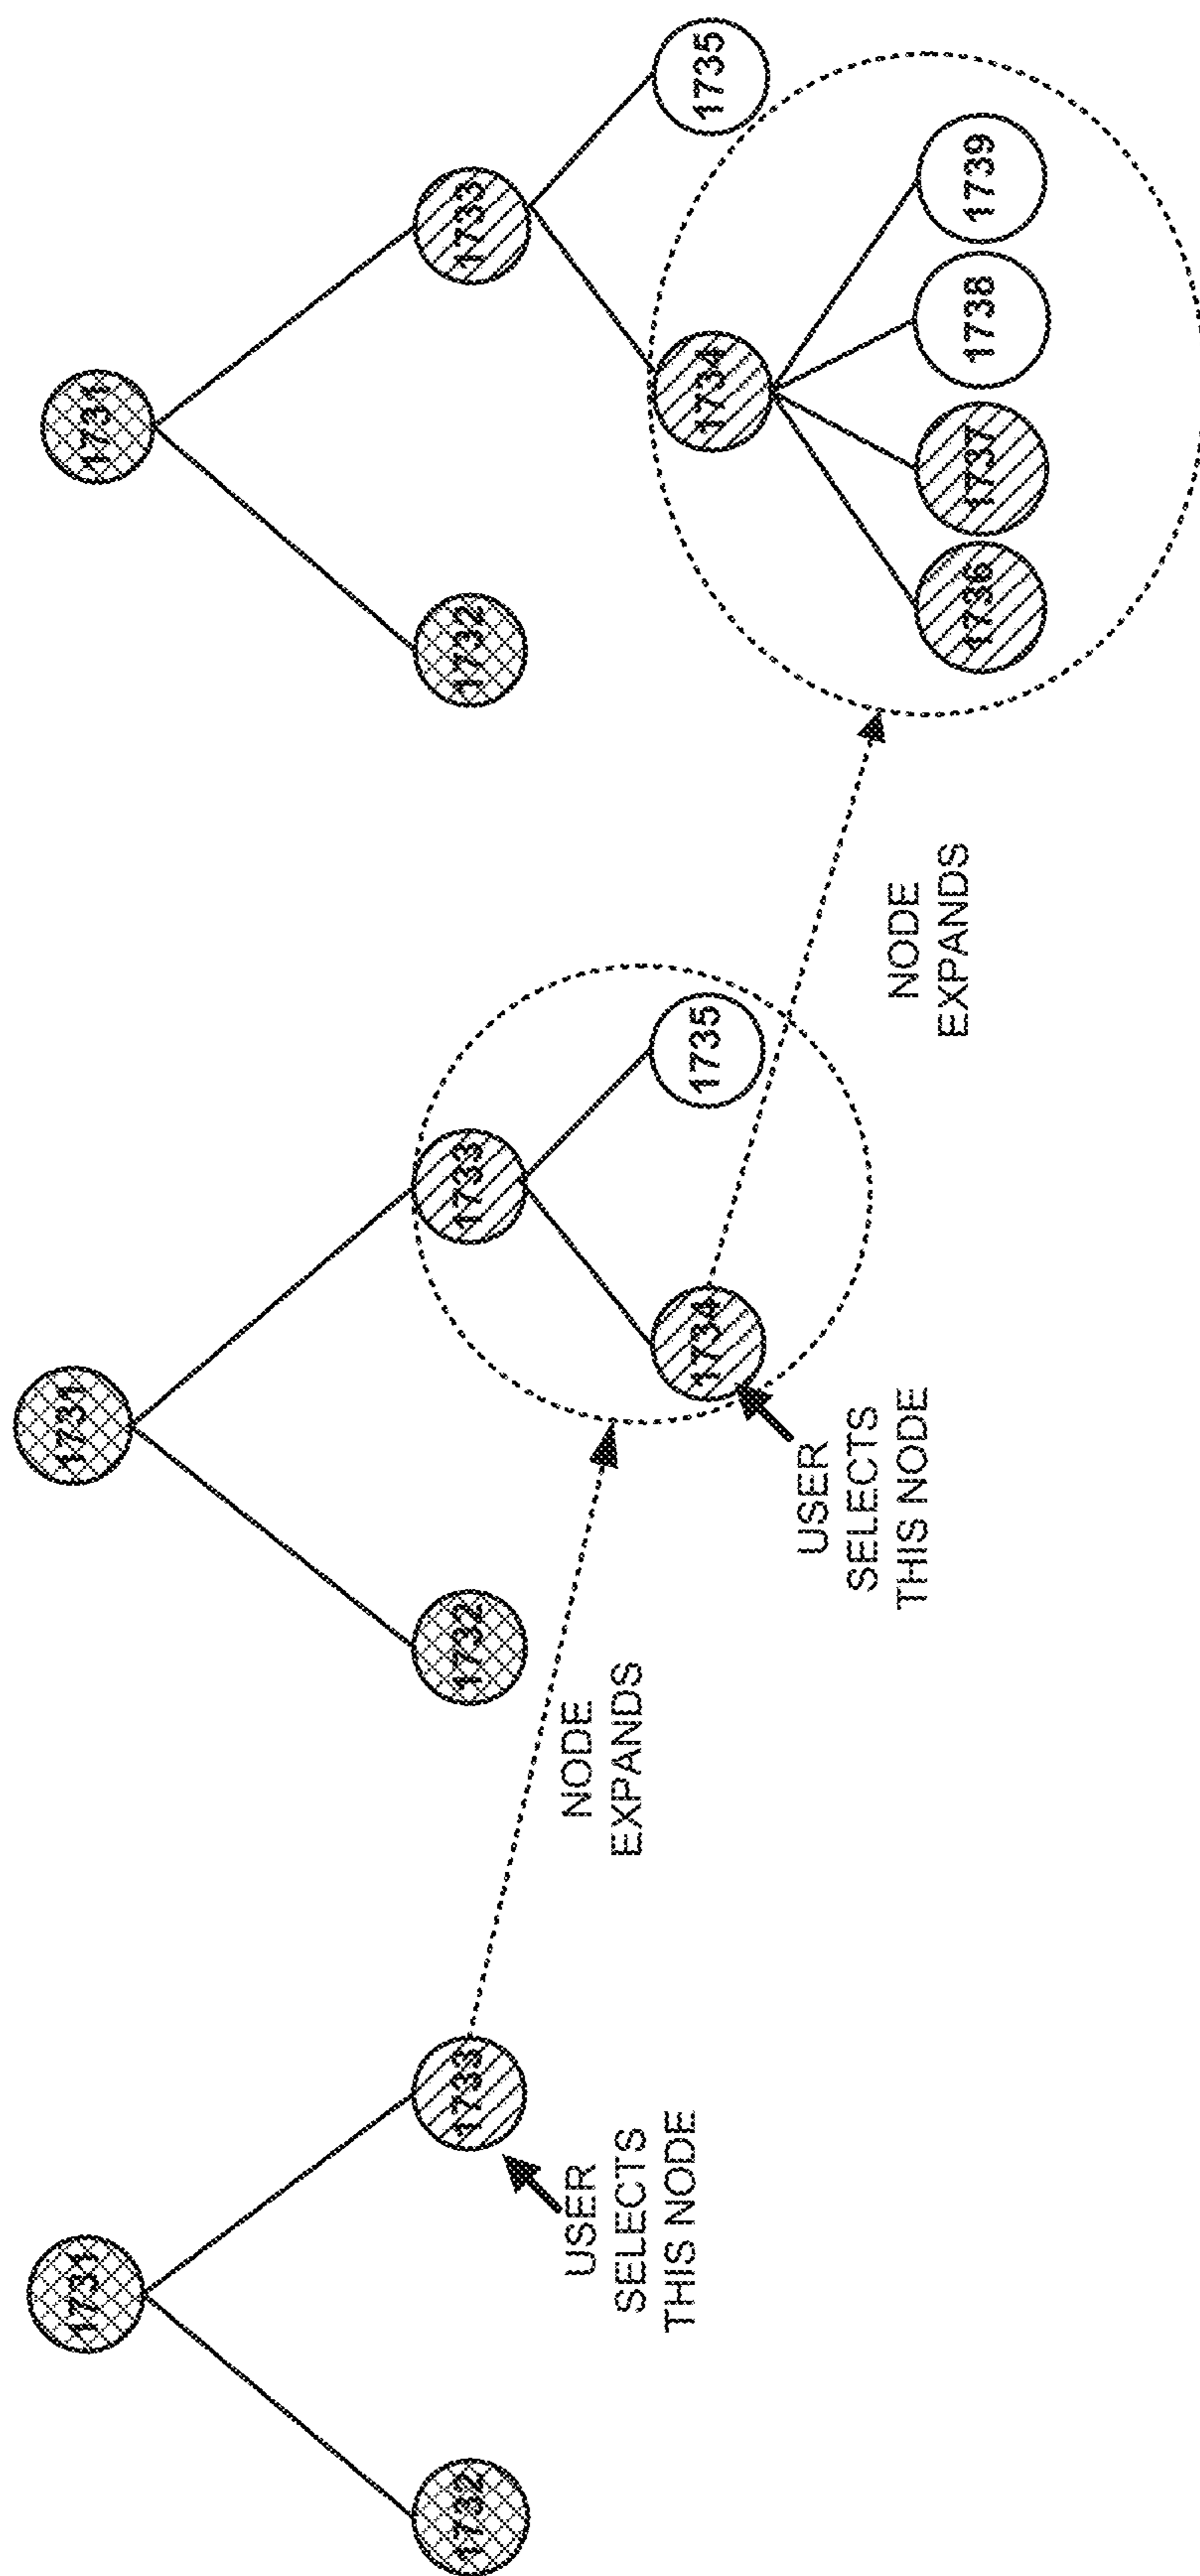 1731
1732
1733
USER
SELECTS
THIS NODE
NODE
EXPANDS
1731
1732
1733
1734
1735
USER
SELECTS
THIS NODE
NODE
EXPANDS
1731
1732
1733
1734
1735
1736
1737
1738
1739